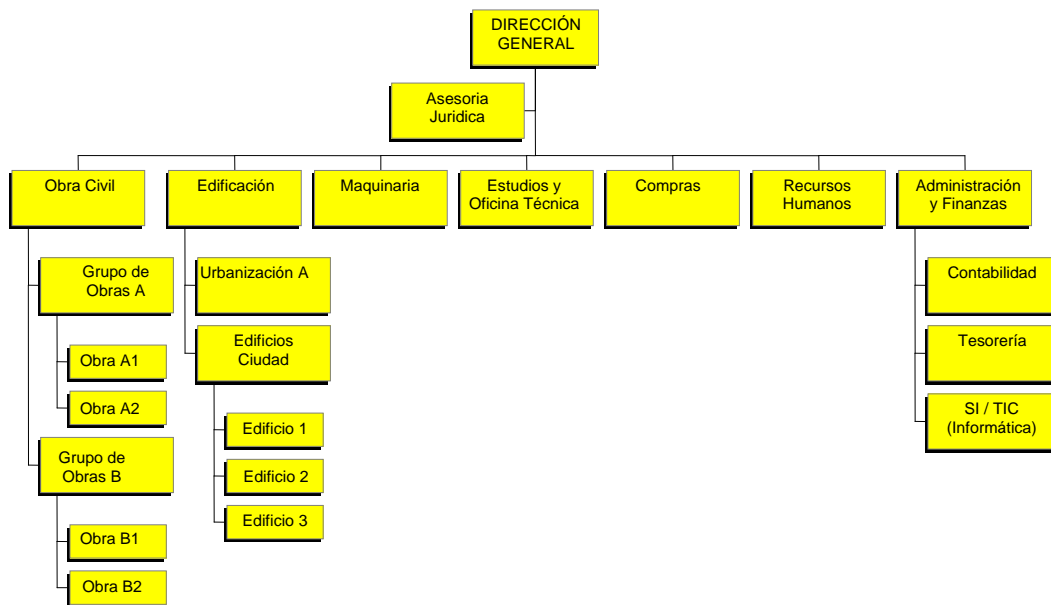 DIRECCIÓN
GENERAL
Asesoria
Juridica
Obra Civil
Edificación
Maquinaria
Estudios y
Oficina Técnica
Compras
Recursos
Humanos
Administración
y Finanzas
Grupo de
Obras A
Obra A1
Obra A2
Grupo de
Obras B
Obra B1
Obra B2
Urbanización A
Edificios
Ciudad
Edificio 1
Edificio 2
Edificio 3
Contabilidad
Tesorería
SI / TIC
(Informática)